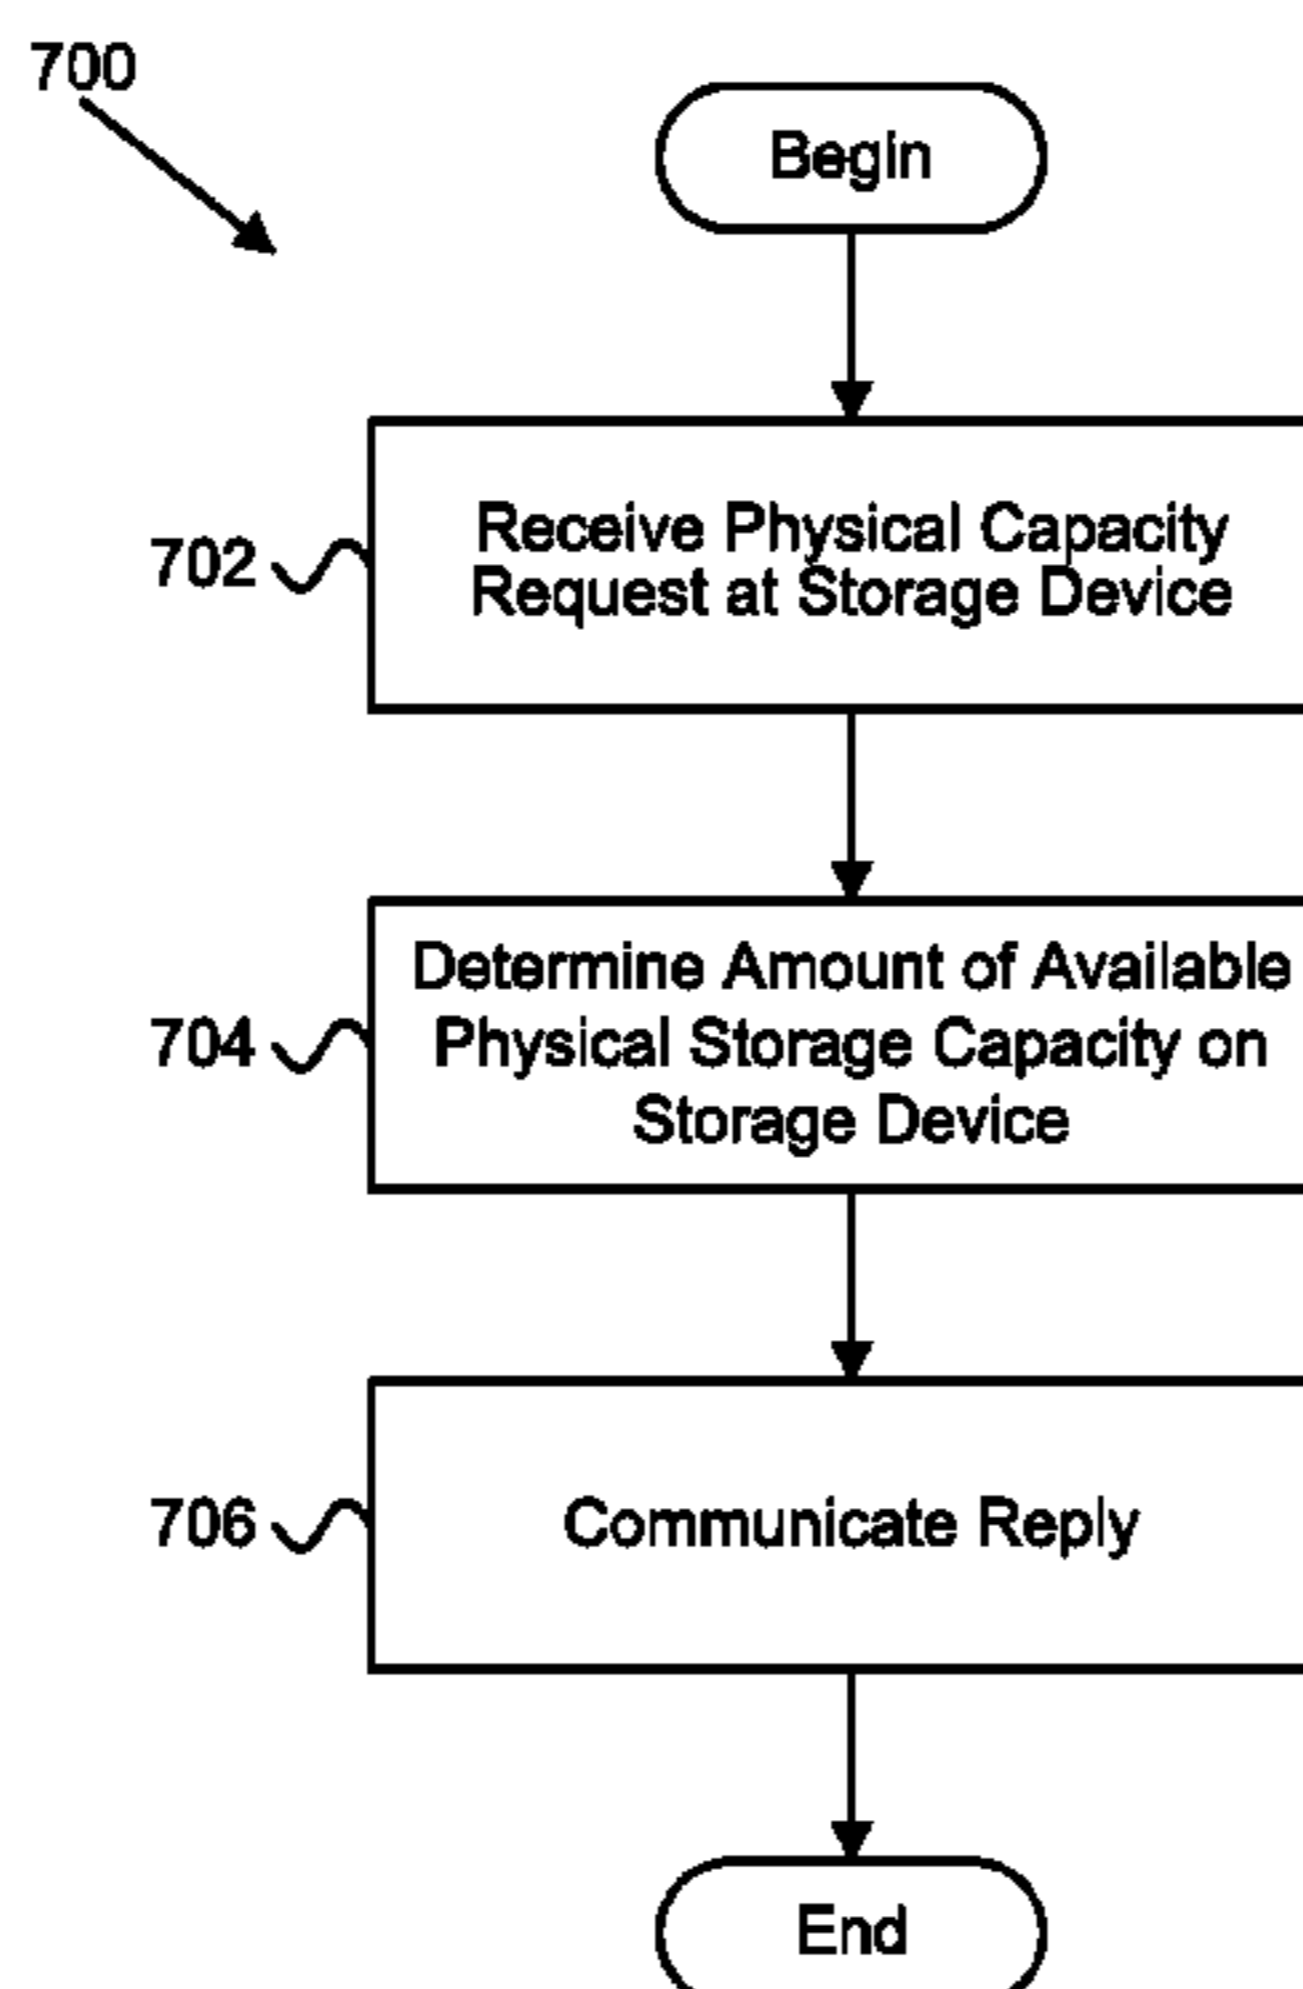 700
Begin
702
Receive Physical Capacity
Request at Storage Device
704
Determine Amount of Available
Physical Storage Capacity on
Storage Device
706
Communicate Reply
End